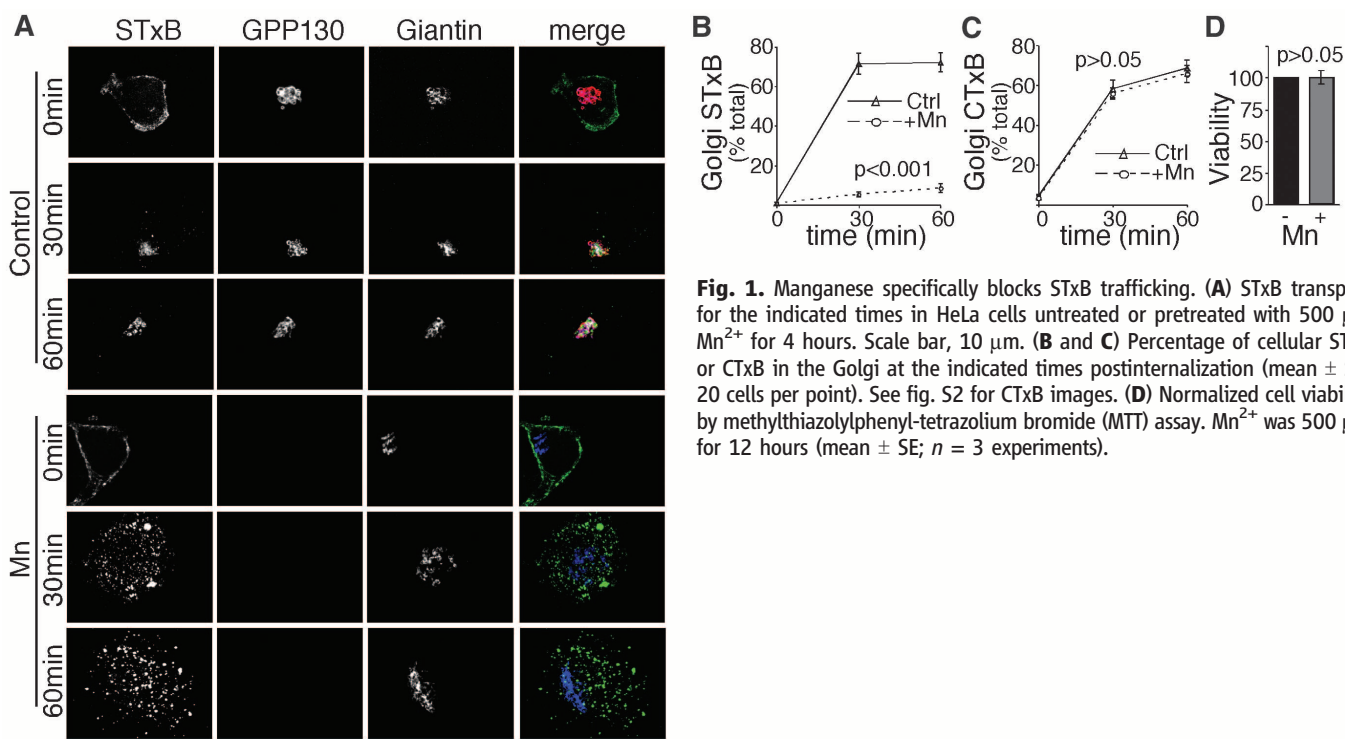 A
STxB GPP130 Giantin merge
Control
0min
30min
60min
Mn
0min
30min
60min
B
Golgi STxB
(% total)
80
60
40
20
Ctrl
+Mn
p<0.001
0 30 60
time (min)
C
Golgi CTxB
(% total)
80
60
40
20
p>0.05
Ctrl
+Mn
0 30 60
time (min)
D
p>0.05
Viability
100
75
50
25
0
- +
Mn
Fig. 1. Manganese specifically blocks STxB trafficking. (A) STxB transp
for the indicated times in HeLa cells untreated or pretreated with 500
Mn2+ for 4 hours. Scale bar, 10 μm. (B and C) Percentage of cellular ST
or CTxB in the Golgi at the indicated times postinternalization (mean ±
20 cells per point). See fig. S2 for CTxB images. (D) Normalized cell viabi
by methylthiazolylphenyl-tetrazolium bromide (MTT) assay. Mn2+ was 500
for 12 hours (mean ± SE; n = 3 experiments).